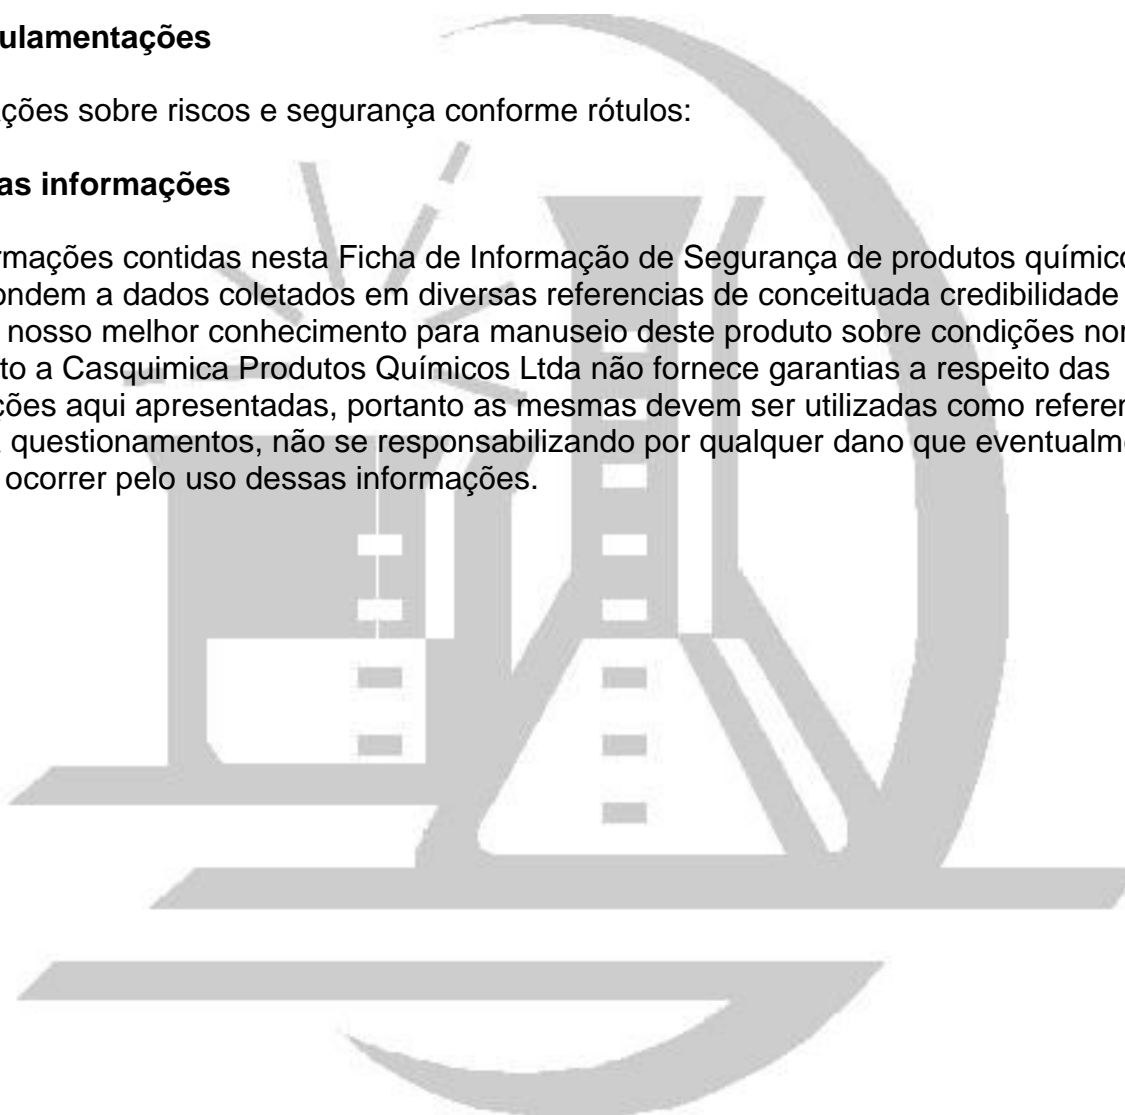 ulamentações
ções sobre riscos e segurança conforme rótulos:
as informações
rmações contidas nesta Ficha de Informação de Segurança de produtos químico
ondem a dados coletados em diversas referencias de conceituada credibilidade
nosso melhor conhecimento para manuseio deste produto sobre condições nor
to a Casquimica Produtos Químicos Ltda não fornece garantias a respeito das
ções aqui apresentadas, portanto as mesmas devem ser utilizadas como referen
questionamentos, não se responsabilizando por qualquer dano que eventualme
ocorrer pelo uso dessas informações.